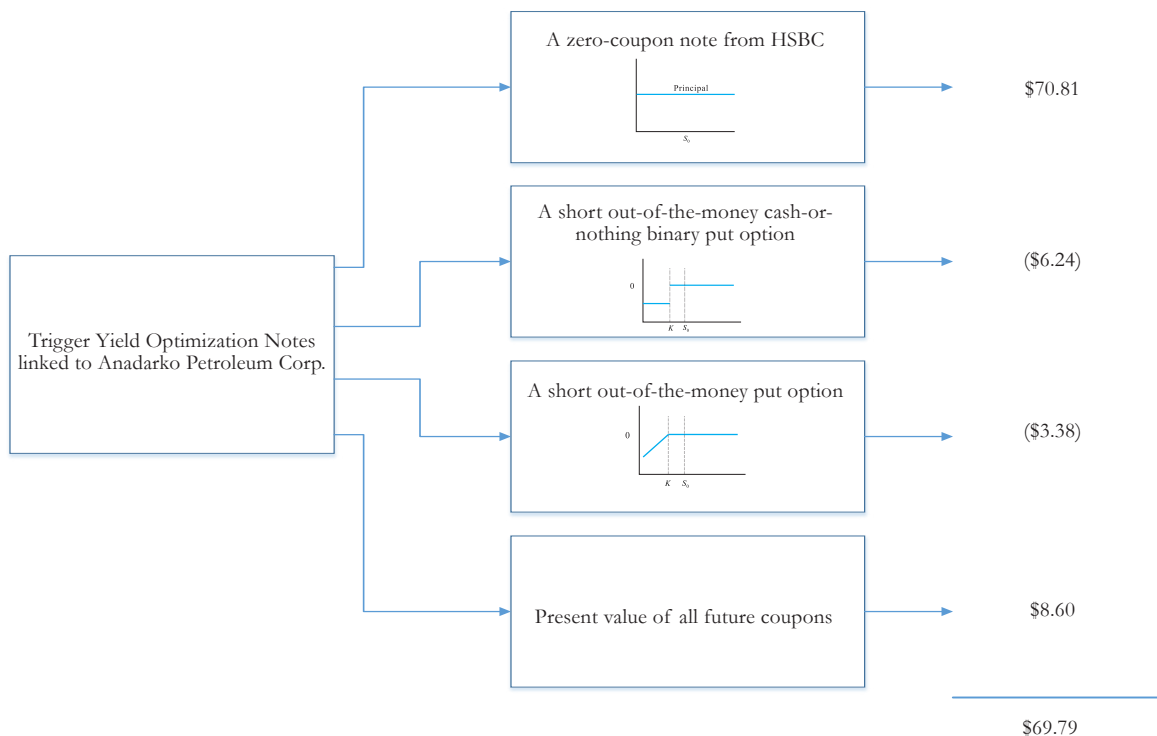 A zero-coupon note from HSBC
Principal
S₀
$70.81
A short out-of-the-money cash-or-
nothing binary put option
0
K
S₀
($6.24)
Trigger Yield Optimization Notes
linked to Anadarko Petroleum Corp.
A short out-of-the-money put option
0
K
S₀
($3.38)
Present value of all future coupons
$8.60
$69.79